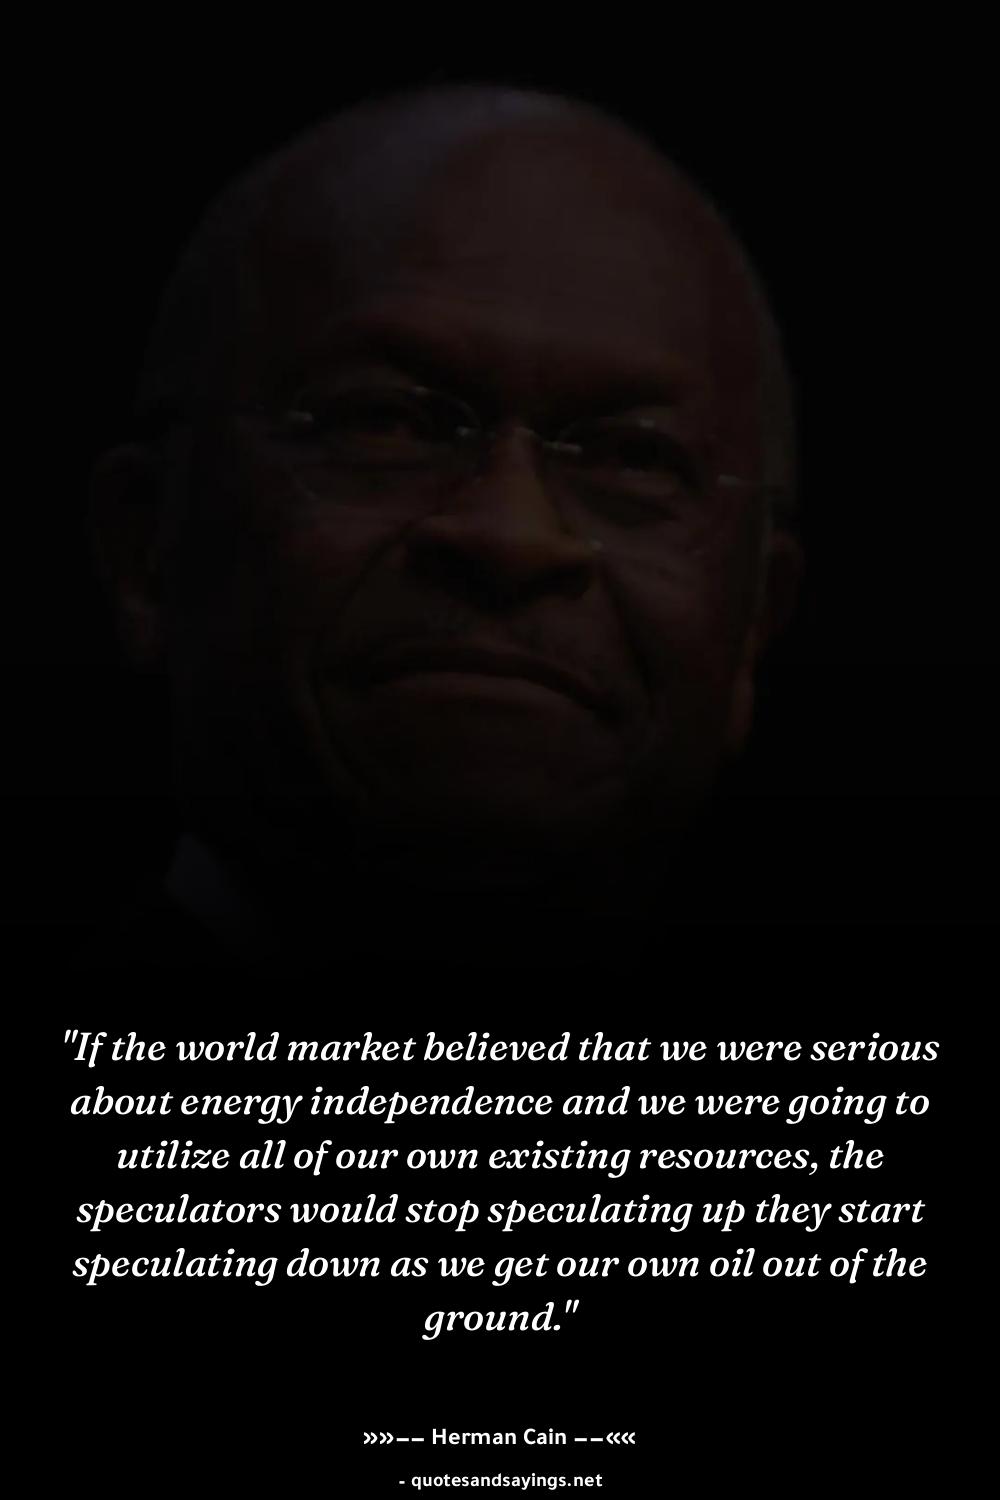 "If the world market believed that we were serious
about energy independence and we were going to
utilize all of our own existing resources, the
speculators would stop speculating up they start
speculating down as we get our own oil out of the
ground."
»»−− Herman Cain −−««
- quotesandsayings.net